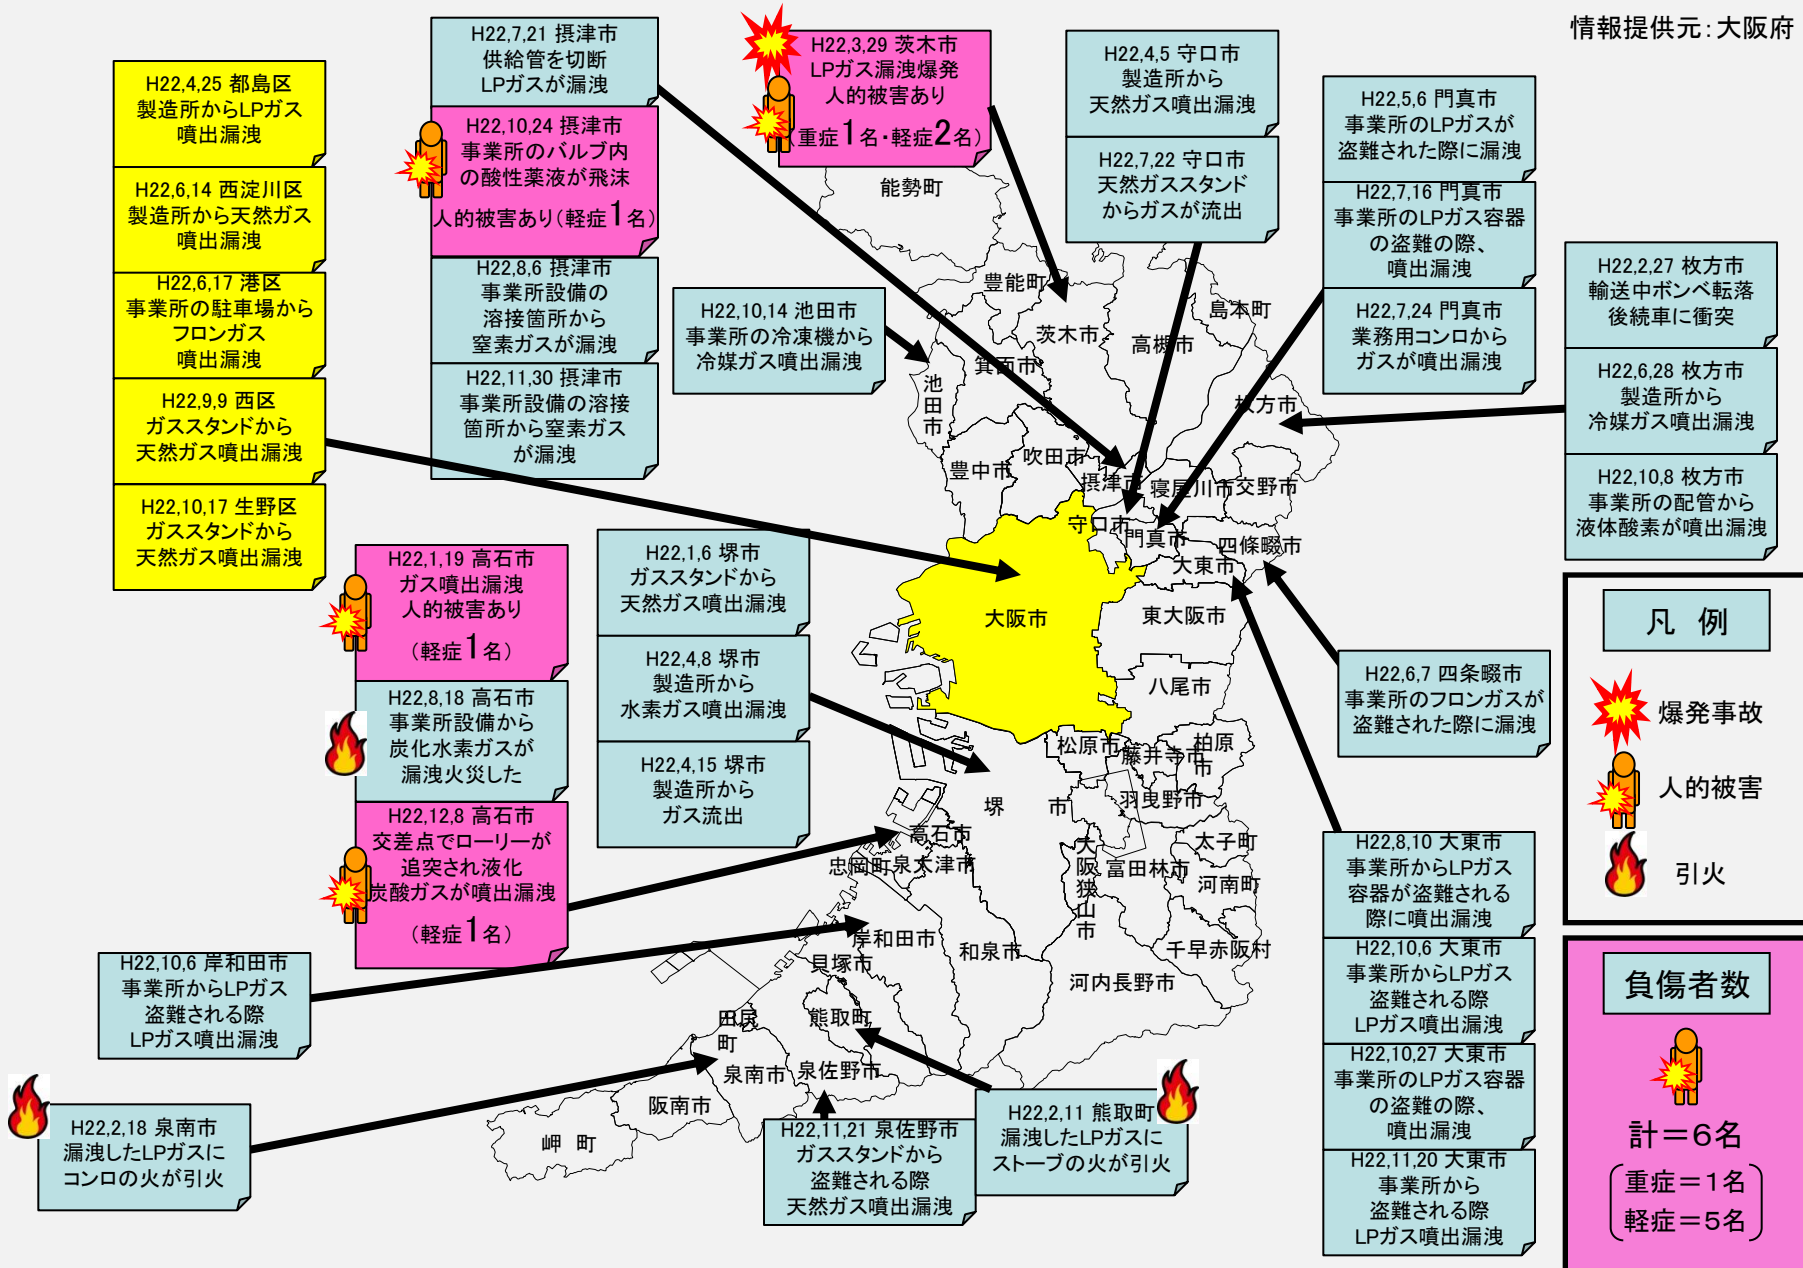 情報提供元：大阪府
H22,4,25 都島区
製造所からLPガス
噴出漏洩
H22,6,14 西淀川区
製造所から天然ガス
噴出漏洩
H22,6,17 港区
事業所の駐車場から
フロンガス
噴出漏洩
H22,9,9 西区
ガススタンドから
天然ガス噴出漏洩
H22,10,17 生野区
ガススタンドから
天然ガス噴出漏洩
H22,7,21 摂津市
供給管を切断
LPガスが漏洩
H22,10,24 摂津市
事業所のバルブ内
の酸性薬液が飛沫
人的被害あり（軽症1名）
H22,8,6 摂津市
事業所設備の
溶接箇所から
窒素ガスが漏洩
H22,11,30 摂津市
事業所設備の溶接
箇所から窒素ガス
が漏洩
H22,3,29 茨木市
LPガス漏洩爆発
人的被害あり
（重症1名・軽症2名）
H22,10,14 池田市
事業所の冷凍機から
冷媒ガス噴出漏洩
H22,4,5 守口市
製造所から
天然ガス噴出漏洩
H22,7,22 守口市
天然ガススタンド
からガスが流出
H22,5,6 門真市
事業所のLPガスが
盗難された際に漏洩
H22,7,16 門真市
事業所のLPガス容器
の盗難の際、
噴出漏洩
H22,7,24 門真市
業務用コンロから
ガスが噴出漏洩
H22,2,27 枚方市
輸送中ボンベ転落
後続車に衝突
H22,6,28 枚方市
製造所から
冷媒ガス噴出漏洩
H22,10,8 枚方市
事業所の配管から
液体酸素が噴出漏洩
H22,1,19 高石市
ガス噴出漏洩
人的被害あり
（軽症1名）
H22,8,18 高石市
事業所設備から
炭化水素ガスが
漏洩火災した
H22,12,8 高石市
交差点でローリーが
追突され液化
炭酸ガスが噴出漏洩
（軽症1名）
H22,1,6 堺市
ガススタンドから
天然ガス噴出漏洩
H22,4,8 堺市
製造所から
水素ガス噴出漏洩
H22,4,15 堺市
製造所から
ガス流出
H22,6,7 四条畷市
事業所のフロンガスが
盗難された際に漏洩
H22,8,10 大東市
事業所からLPガス
容器が盗難される
際に噴出漏洩
H22,10,6 大東市
事業所からLPガス
盗難される際
LPガス噴出漏洩
H22,10,27 大東市
事業所のLPガス容器
の盗難の際、
噴出漏洩
H22,11,20 大東市
事業所から
盗難される際
LPガス噴出漏洩
H22,10,6 岸和田市
事業所からLPガス
盗難される際
LPガス噴出漏洩
H22,2,18 泉南市
漏洩したLPガスに
コンロの火が引火
H22,11,21 泉佐野市
ガススタンドから
盗難される際
天然ガス噴出漏洩
H22,2,11 熊取町
漏洩したLPガスに
ストーブの火が引火
能勢町
豊能町
島本町
茨木市
高槻市
箕面市
池田市
枚方市
豊中市
吹田市
摂津市
寝屋川市
交野市
守口市
門真市
四條畷市
大東市
大阪市
東大阪市
八尾市
松原市
藤井寺市
柏原市
羽曳野市
堺 市
高石市
太子町
忠岡町
泉大津市
大阪狭山市
富田林市
河南町
岸和田市
和泉市
千早赤阪村
貝塚市
河内長野市
熊取町
田尻町
泉南市
泉佐野市
阪南市
岬 町
凡 例
爆発事故
人的被害
引火
負傷者数
計＝6名
重症＝1名
軽症＝5名